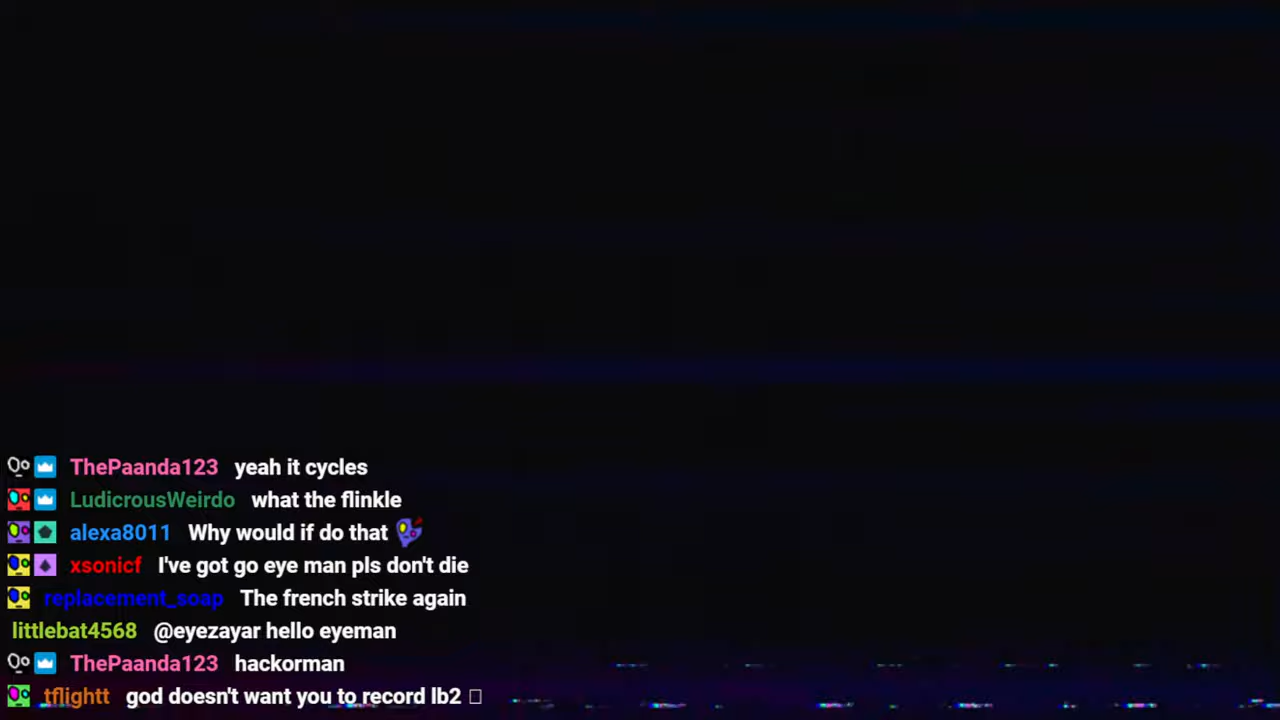 ThePaanda123 yeah it cycles
LudicrousWeirdo what the flinkle
alexa8011 Why would if do that
xsonicf I've got go eye man pls don't die
replacement_soap The french strike again
littlebat4568 @eyezayar hello eyeman
ThePaanda123 hackorman
tflightt god doesn't want you to record lb2